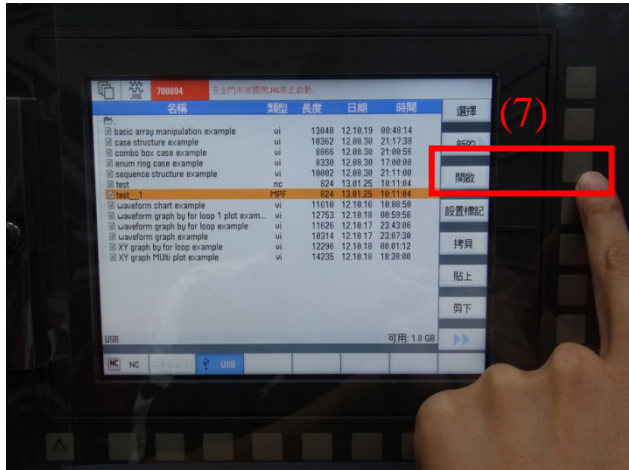 JOG 700094 在全門未被關閉,NC禁止啟動.
名稱 類型 長度 日期 時間
basic array manipulation example vi 13040 12.10.19 08:48:14
case structure example vi 10362 12.08.30 21:17:38
combo box case example vi 8866 12.08.30 21:00:56
enum ring case example vi 8330 12.08.30 17:00:00
sequence structure example vi 10002 12.08.30 21:11:00
test nc 824 13.01.25 10:11:04
test__1 MPF 824 13.01.25 10:11:04
waveform chart example vi 11610 12.10.16 10:08:50
waveform graph by for loop 1 plot exam... vi 12753 12.10.18 00:59:56
waveform graph by for loop example vi 11626 12.10.17 23:43:06
waveform graph example vi 10314 12.10.17 23:07:30
XY graph by for loop example vi 12296 12.10.18 08:01:12
XY graph MUlti plot example vi 14235 12.10.18 18:38:00
USB 可用: 1.8 GB
NC NC USB
選擇
(7)
新的
開啟
設置標記
拷貝
貼上
剪下